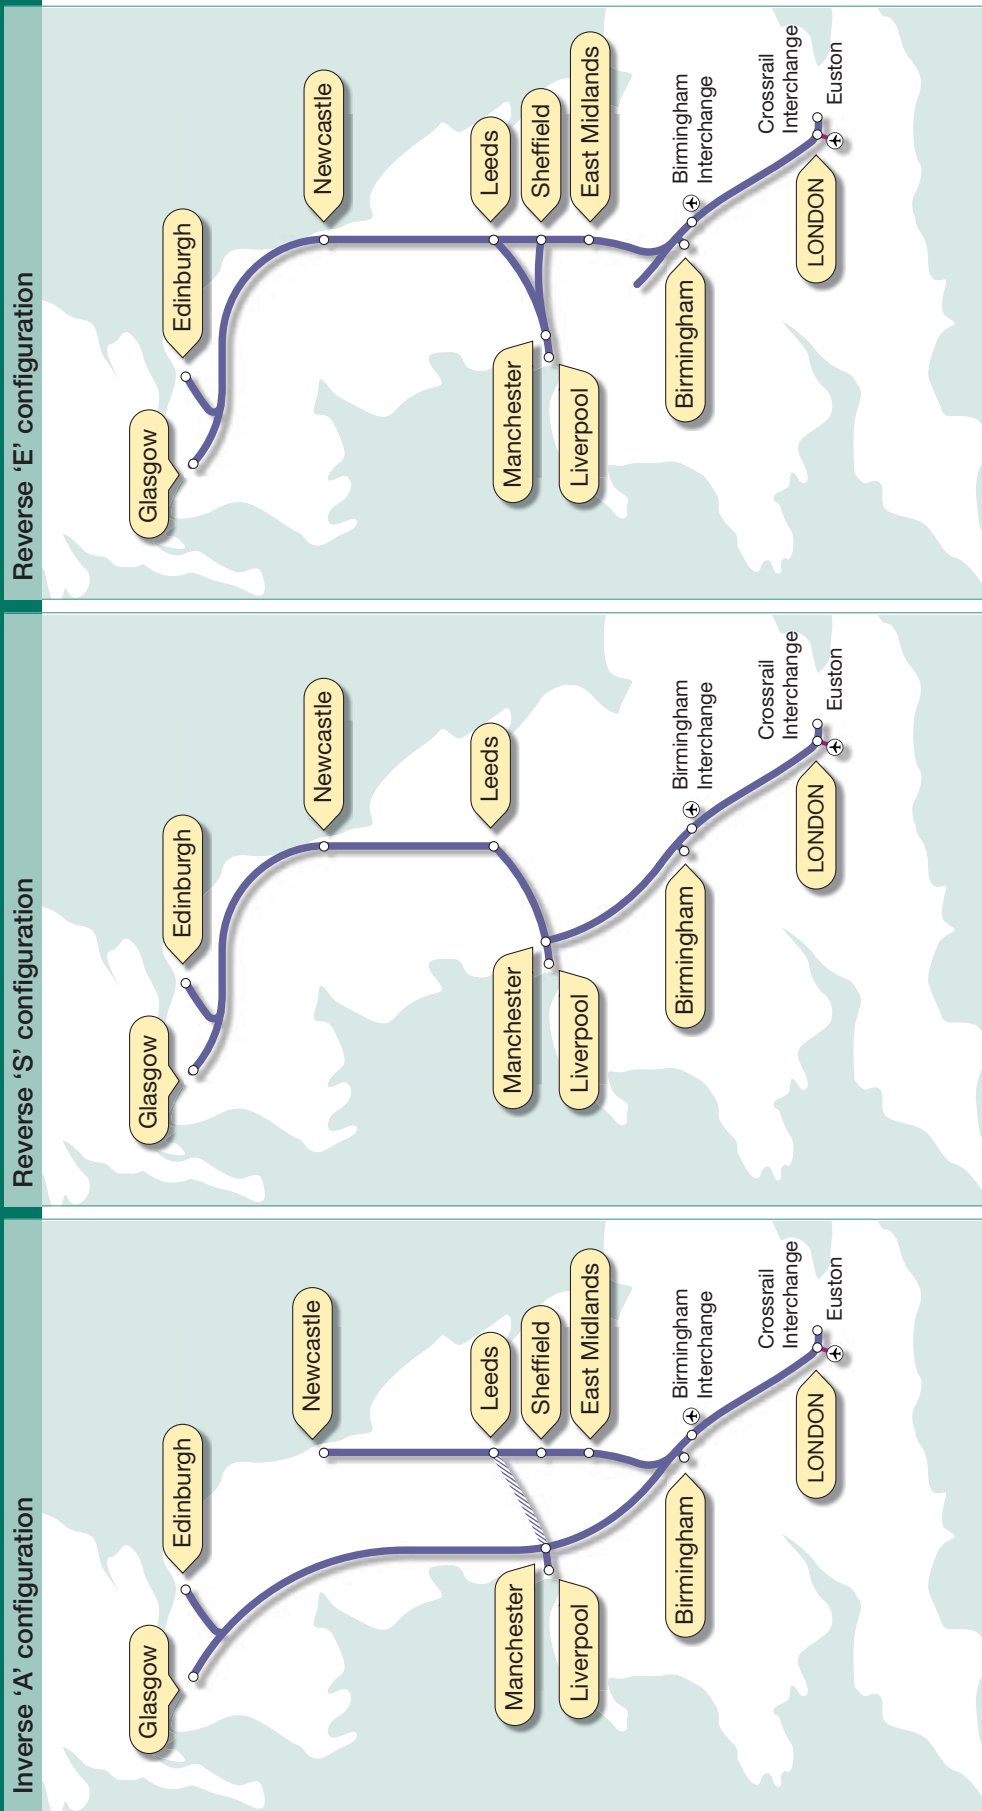 Inverse ‘A’ configuration
Glasgow
Edinburgh
Newcastle
Leeds
Sheffield
East Midlands
Manchester
Liverpool
Birmingham
Birmingham
Interchange
Crossrail
Interchange
Euston
LONDON
Reverse ‘S’ configuration
Glasgow
Edinburgh
Newcastle
Leeds
Manchester
Liverpool
Birmingham
Birmingham
Interchange
Crossrail
Interchange
Euston
LONDON
Reverse ‘E’ configuration
Glasgow
Edinburgh
Newcastle
Leeds
Sheffield
East Midlands
Manchester
Liverpool
Birmingham
Birmingham
Interchange
Crossrail
Interchange
Euston
LONDON